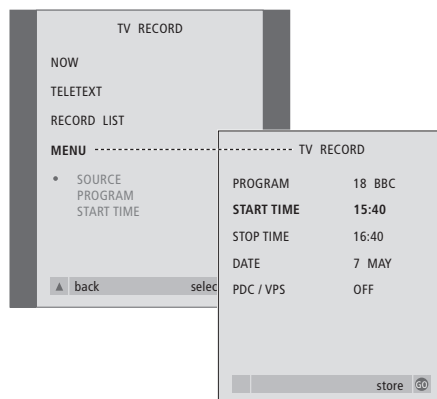 TV RECORD
NOW
TELETEXT
RECORD LIST
MENU
• SOURCE
PROGRAM
START TIME
▲ back selec
TV RECORD
PROGRAM 18 BBC
START TIME 15:40
STOP TIME 16:40
DATE 7 MAY
PDC / VPS OFF
store GO